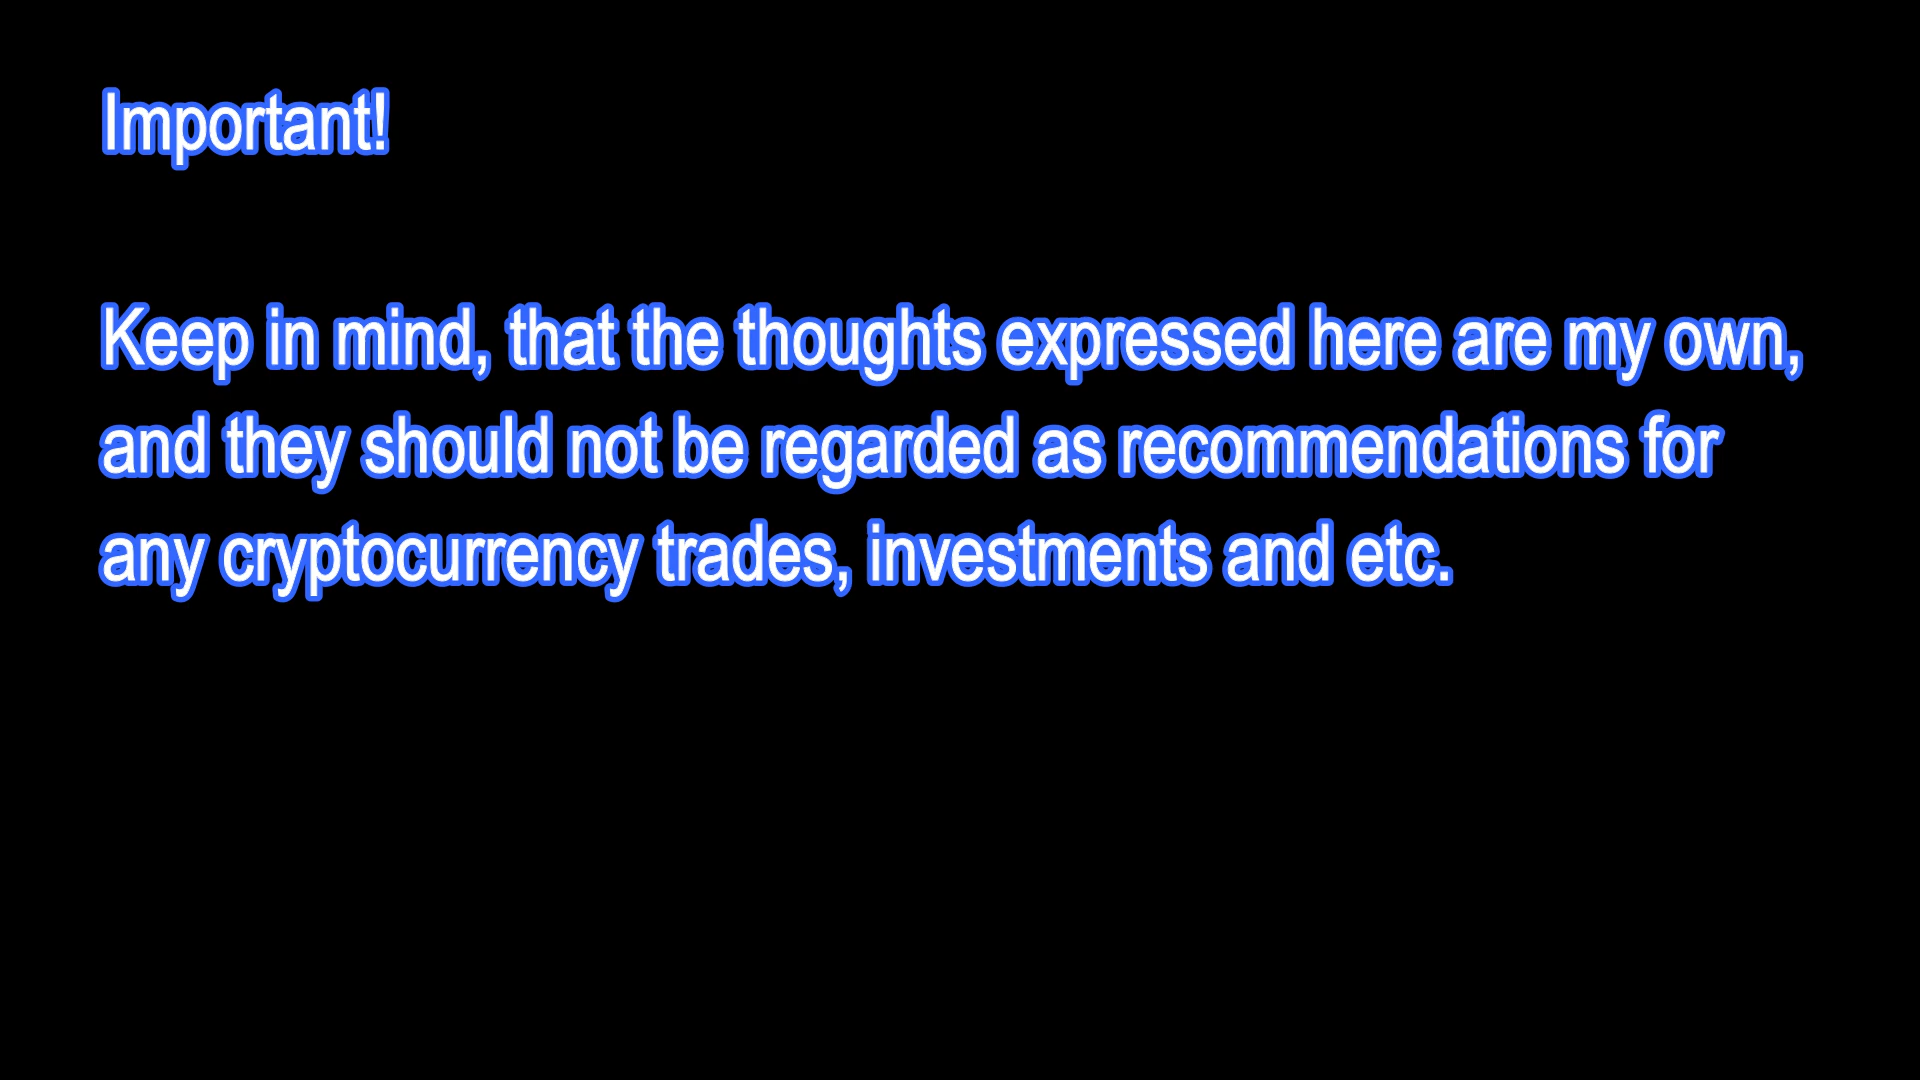 Important!
Keep in mind, that the thoughts expressed here are my own,
and they should not be regarded as recommendations for
any cryptocurrency trades, investments and etc.